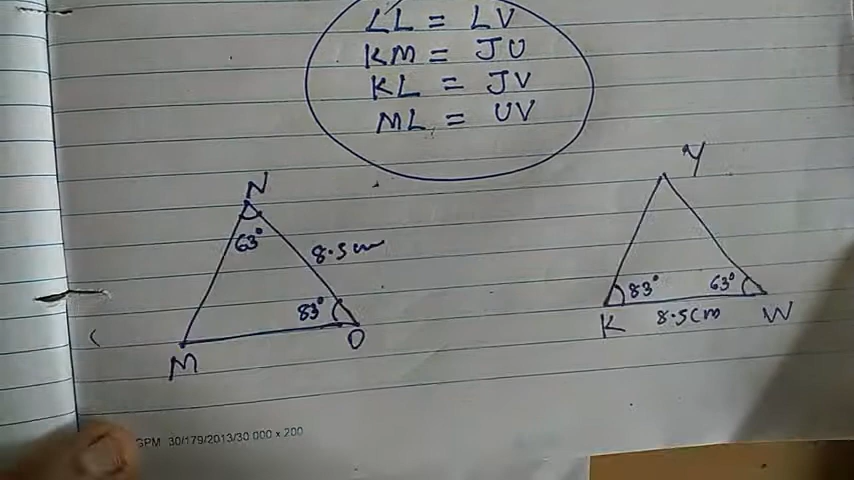 ∠L = ∠V
KM = JU
KL = JV
ML = UV
N
Y
63°
8.5cm
83°
83°
63°
M
O
K
8.5cm
W
GPM 30/179/2013/30 000 x 200